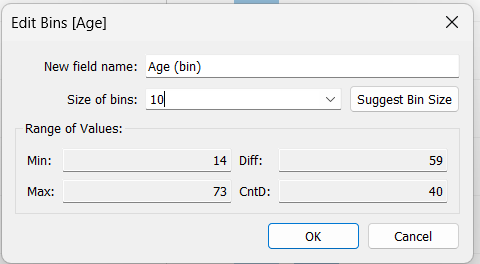 Edit Bins [Age]
New field name: Age (bin)
Size of bins: 10 Suggest Bin Size
Range of Values:
Min: 14 Diff: 59
Max: 73 CntD: 40
OK Cancel